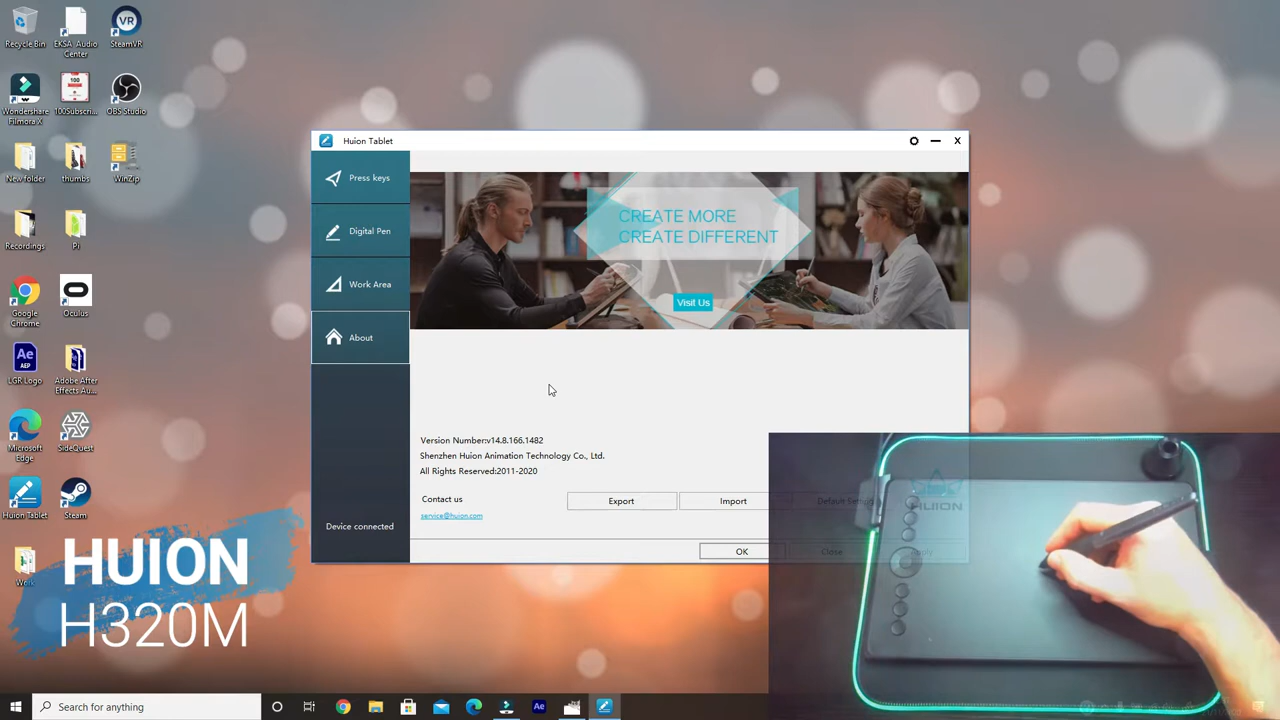 Recycle Bin
EKSA Audio
Center
SteamVR
Wondershare
Filmora X
100Subscri...
OBS Studio
New folder
thumbs
WinZip
Recordings
Pi
Google
Chrome
Oculus
LGR Logo
Adobe After
Effects Au...
Microsoft
Edge
SideQuest
Huion Tablet
Steam
Work
HUION
H320M
Huion Tablet
X
Press keys
Digital Pen
Work Area
About
Device connected
CREATE MORE
CREATE DIFFERENT
Visit Us
Version Number:v14.8.166.1482
Shenzhen Huion Animation Technology Co., Ltd.
All Rights Reserved:2011-2020
Contact us
service@huion.com
Export
Import
OK
Close
Apply
HUION
Search for anything